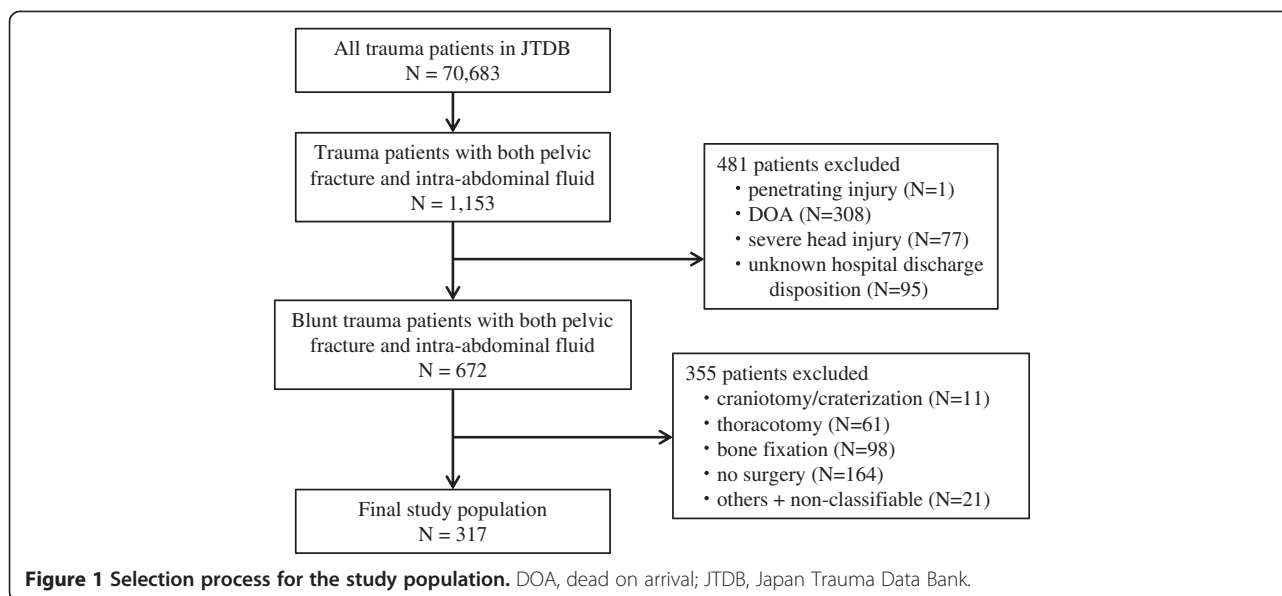 All trauma patients in JTDB
N = 70,683
Trauma patients with both pelvic
fracture and intra-abdominal fluid
N = 1,153
481 patients excluded
・penetrating injury (N=1)
・DOA (N=308)
・severe head injury (N=77)
・unknown hospital discharge
disposition (N=95)
Blunt trauma patients with both pelvic
fracture and intra-abdominal fluid
N = 672
355 patients excluded
・craniotomy/craterization (N=11)
・thoracotomy (N=61)
・bone fixation (N=98)
・no surgery (N=164)
・others + non-classifiable (N=21)
Final study population
N = 317
Figure 1 Selection process for the study population. DOA, dead on arrival; JTDB, Japan Trauma Data Bank.